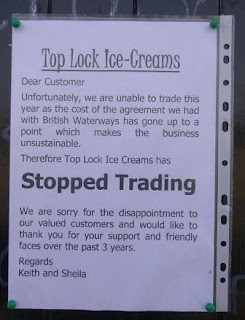 Top Lock Ice-Creams
Dear Customer
Unfortunately, we are unable to trade this
year as the cost of the agreement we had
with British Waterways has gone up to a
point which makes the business
unsustainable.
Therefore Top Lock Ice Creams has
Stopped Trading
We are sorry for the disappointment to
our valued customers and would like to
thank you for your support and friendly
faces over the past 3 years.
Regards
Keith and Sheila